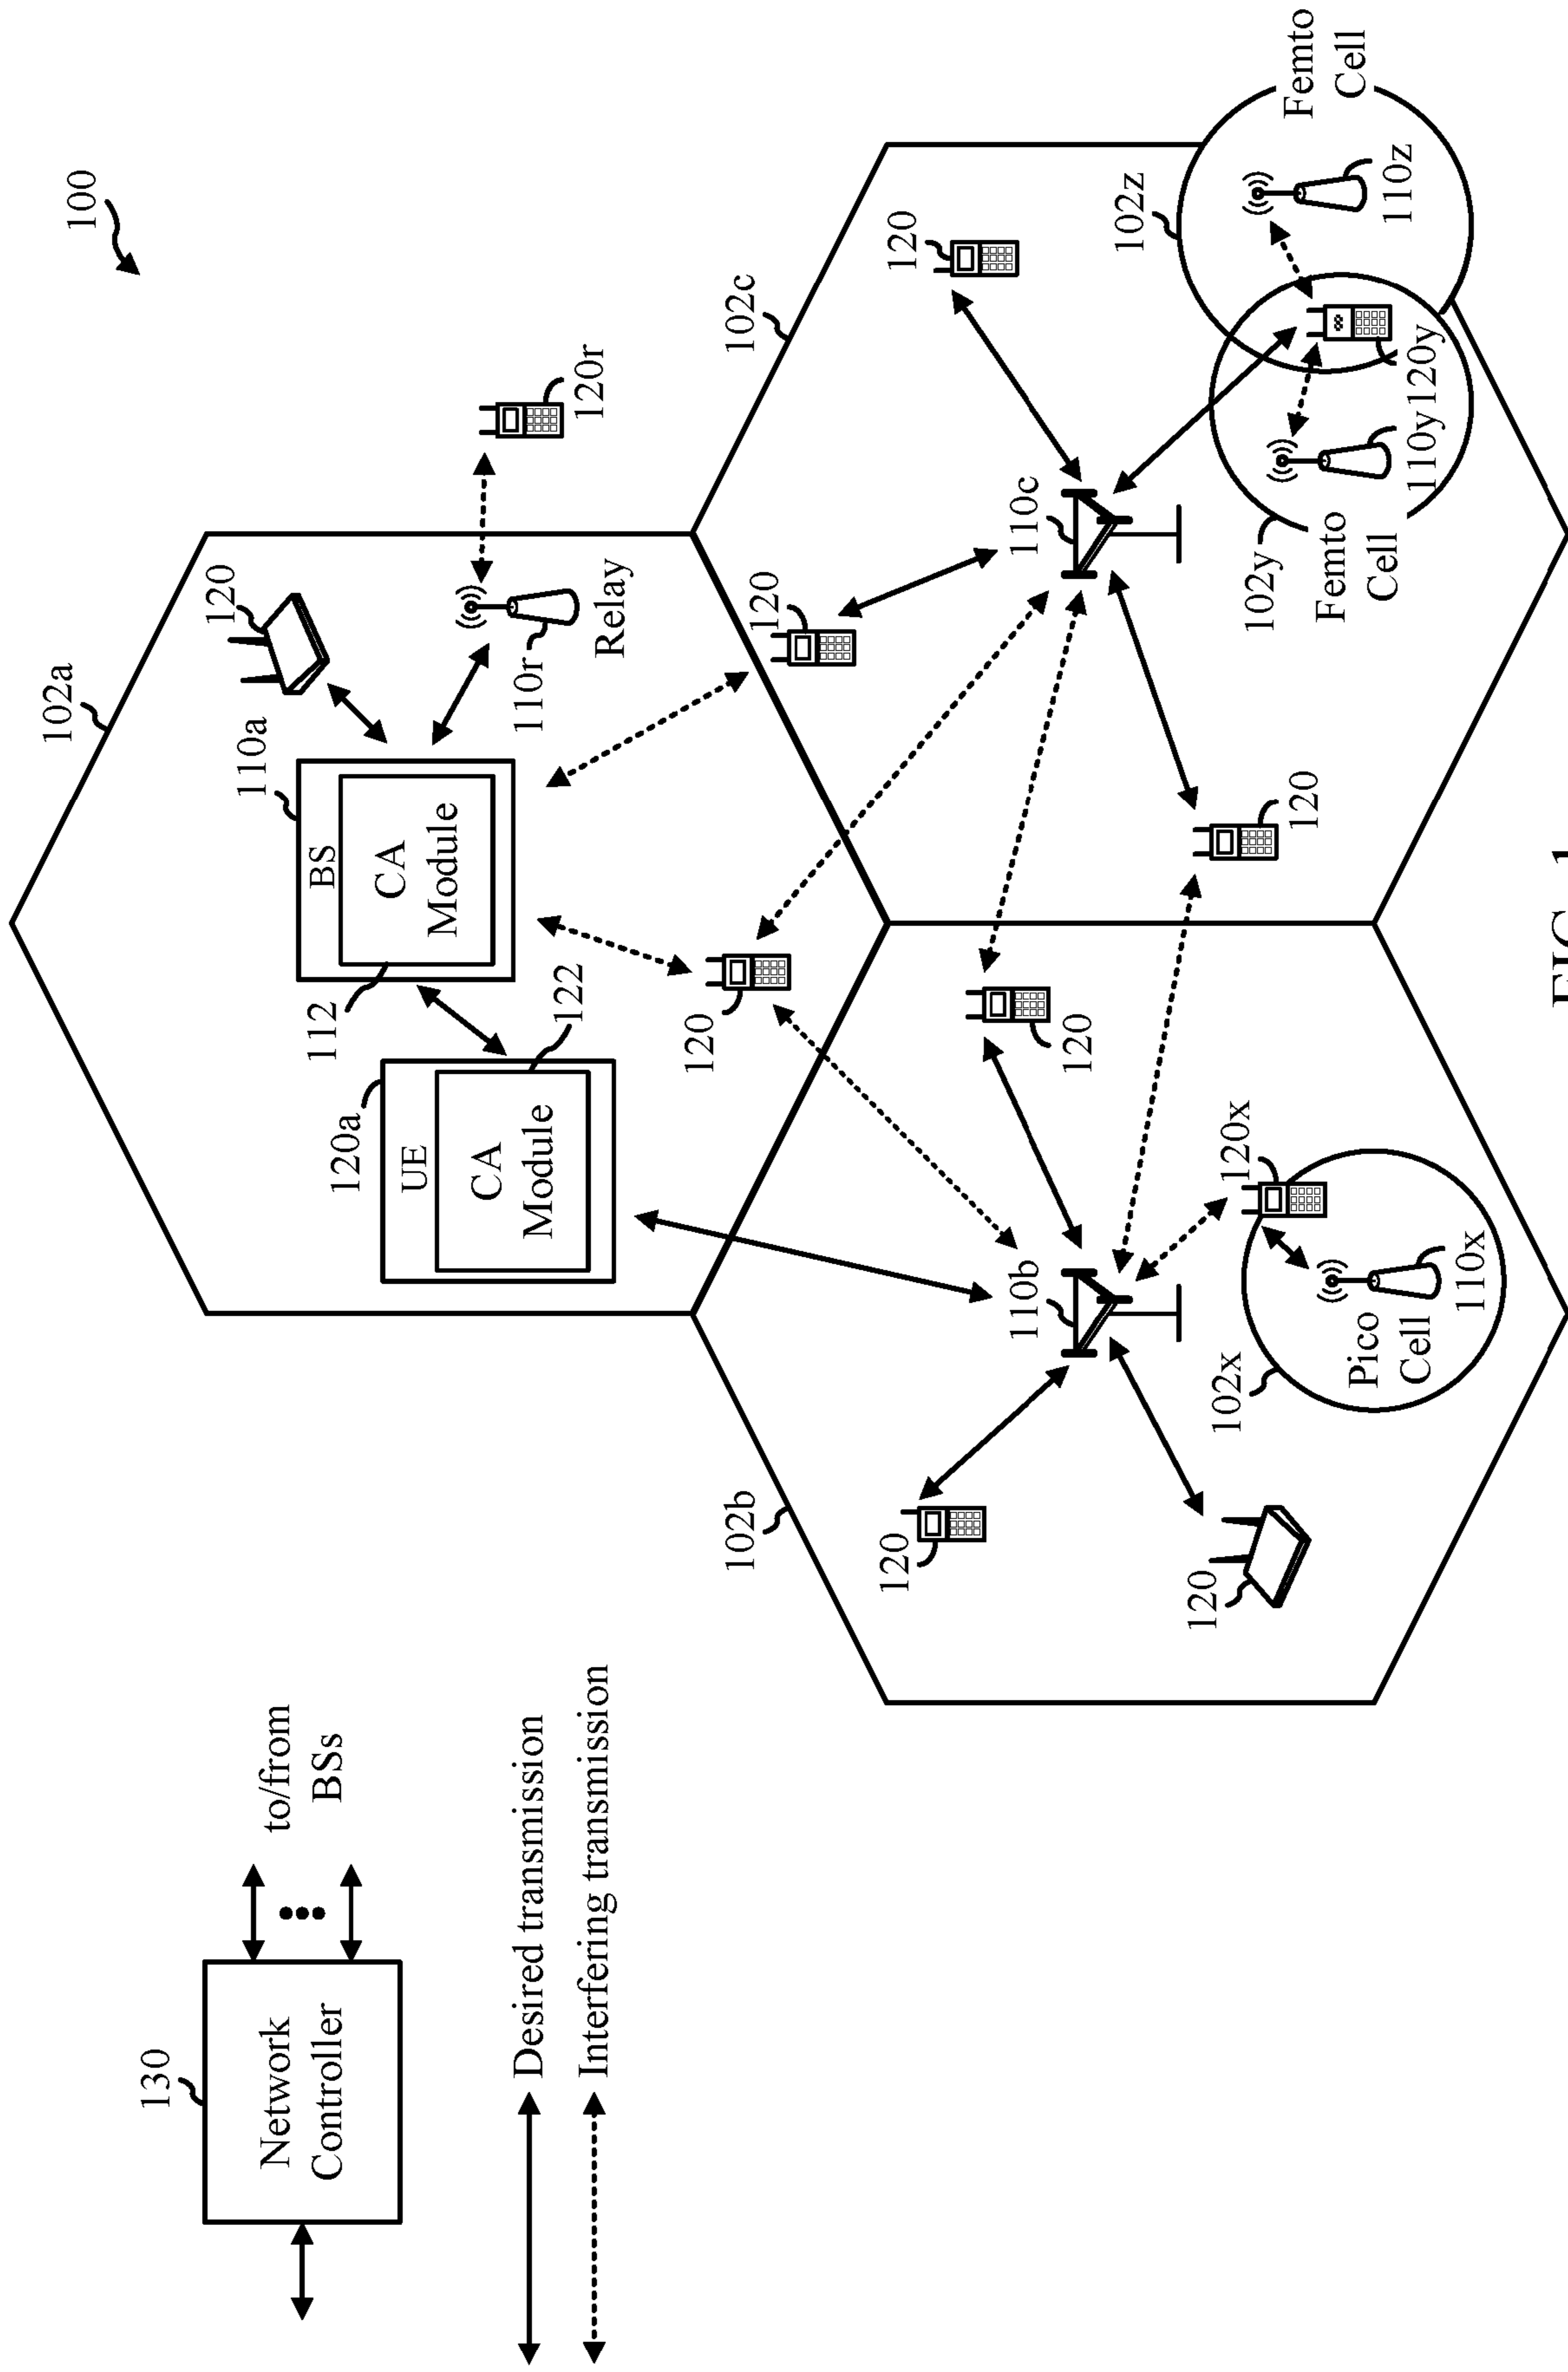 100
130
Network
Controller
to/from
BSs
Desired transmission
Interfering transmission
102a
110a
120
BS
CA
Module
112
120a
UE
CA
Module
122
110r
Relay
120r
120
120
102b
110b
120
120
120
102x
Pico
Cell
110x
120x
102c
110c
120
120
102y
Femto
Cell
110y
120y
102z
110z
Femto
Cell